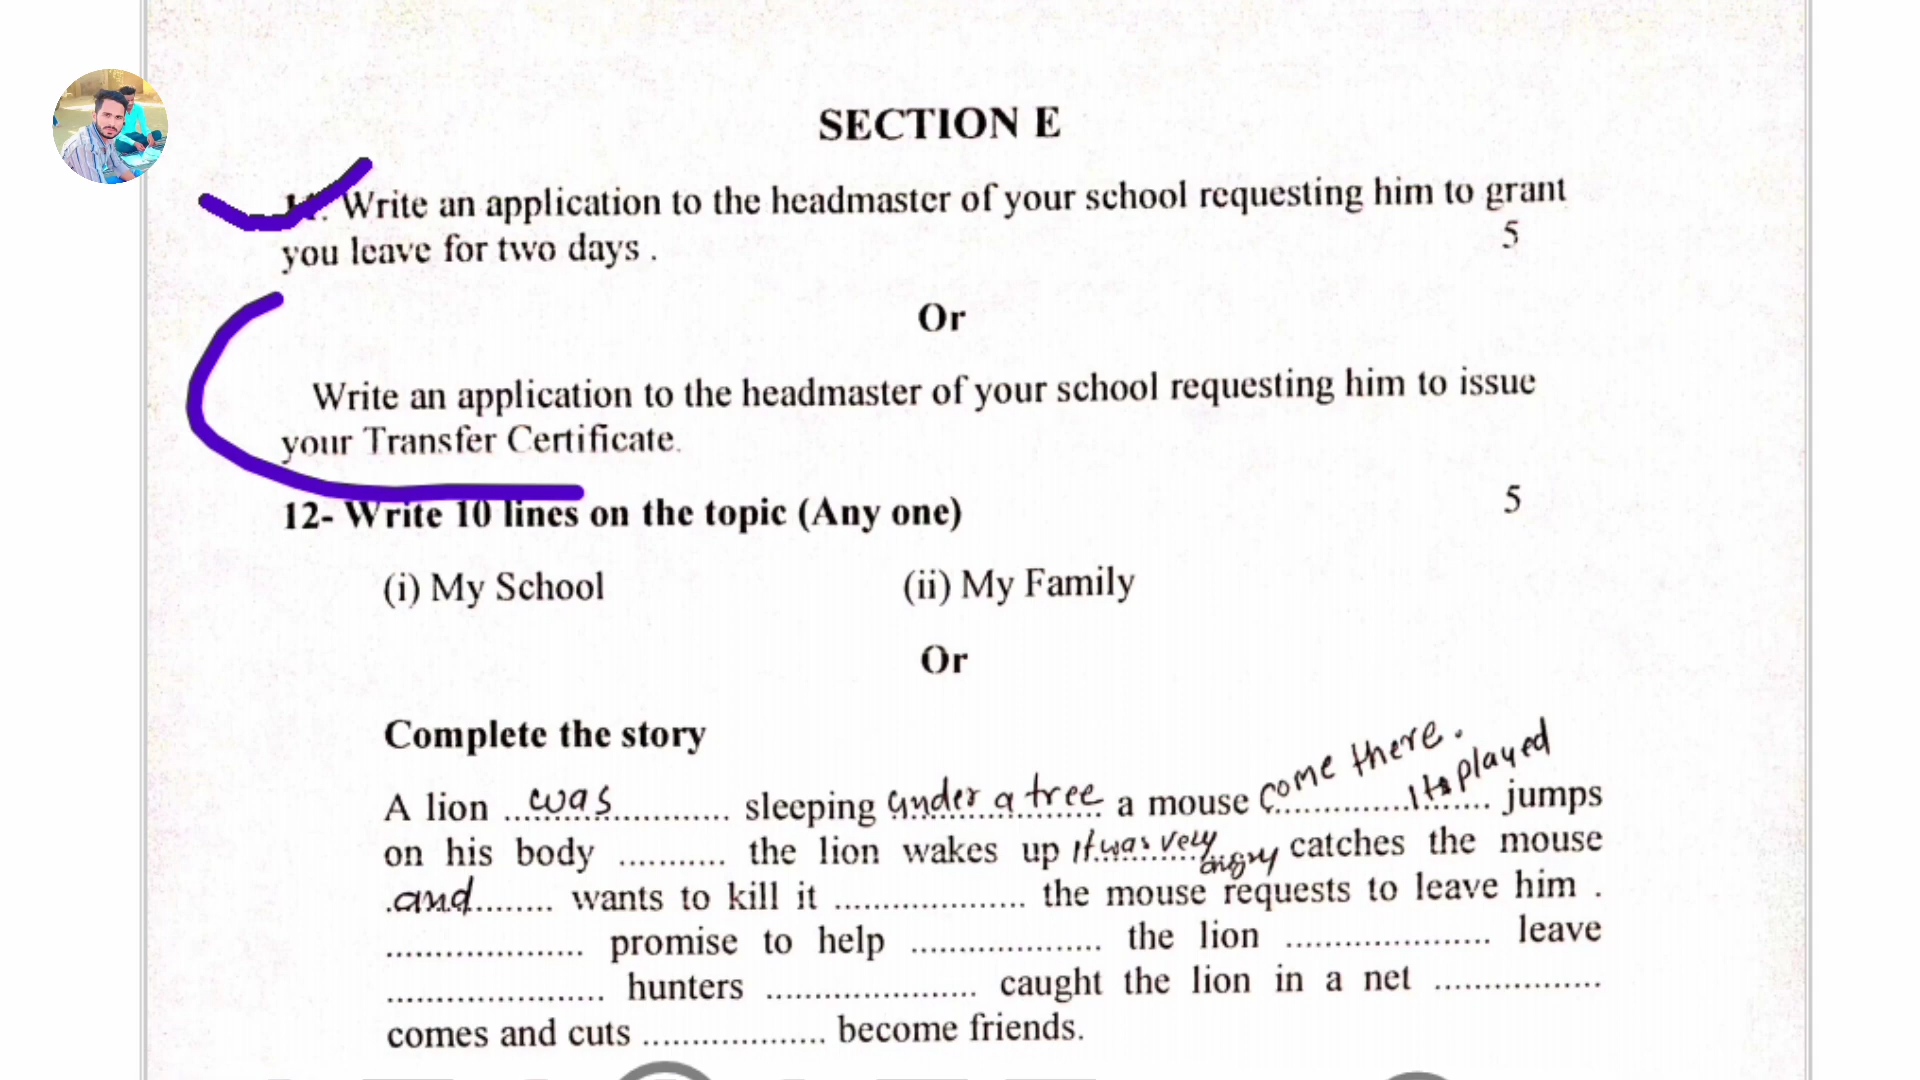 SECTION E
11. Write an application to the headmaster of your school requesting him to grant
you leave for two days . 5
Or
Write an application to the headmaster of your school requesting him to issue
your Transfer Certificate.
12- Write 10 lines on the topic (Any one) 5
(i) My School (ii) My Family
Or
Complete the story
A lion ...was............ sleeping under a tree a mouse come there. It played jumps
on his body ........... the lion wakes up It was very angry catches the mouse
.and......... wants to kill it .................... the mouse requests to leave him .
..................... promise to help .................... the lion ..................... leave
....................... hunters ...................... caught the lion in a net .................
comes and cuts ................... become friends.